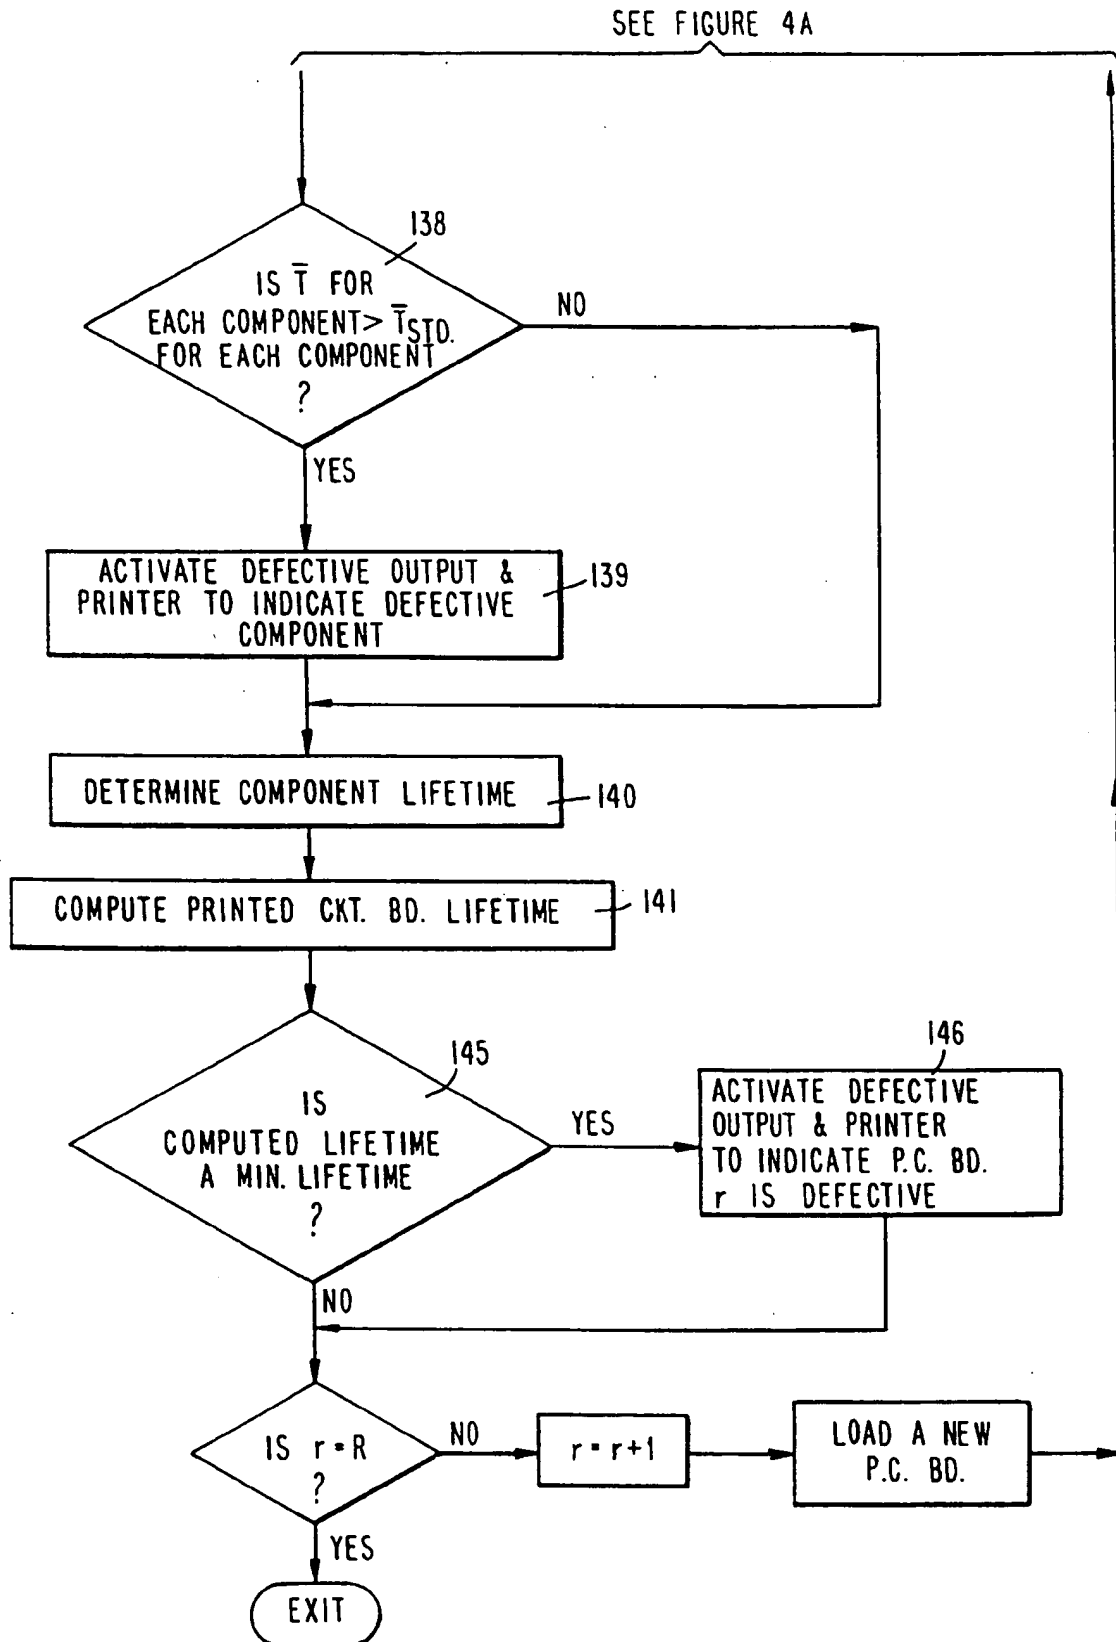 SEE FIGURE 4A
138
IS T̅ FOR
EACH COMPONENT > T̅STD.
FOR EACH COMPONENT
?
NO
YES
ACTIVATE DEFECTIVE OUTPUT &
PRINTER TO INDICATE DEFECTIVE
COMPONENT
139
DETERMINE COMPONENT LIFETIME
140
COMPUTE PRINTED CKT. BD. LIFETIME
141
145
IS
COMPUTED LIFETIME
A MIN. LIFETIME
?
YES
146
ACTIVATE DEFECTIVE
OUTPUT & PRINTER
TO INDICATE P.C. BD.
r IS DEFECTIVE
NO
IS r = R
?
NO
r = r+1
LOAD A NEW
P.C. BD.
YES
EXIT